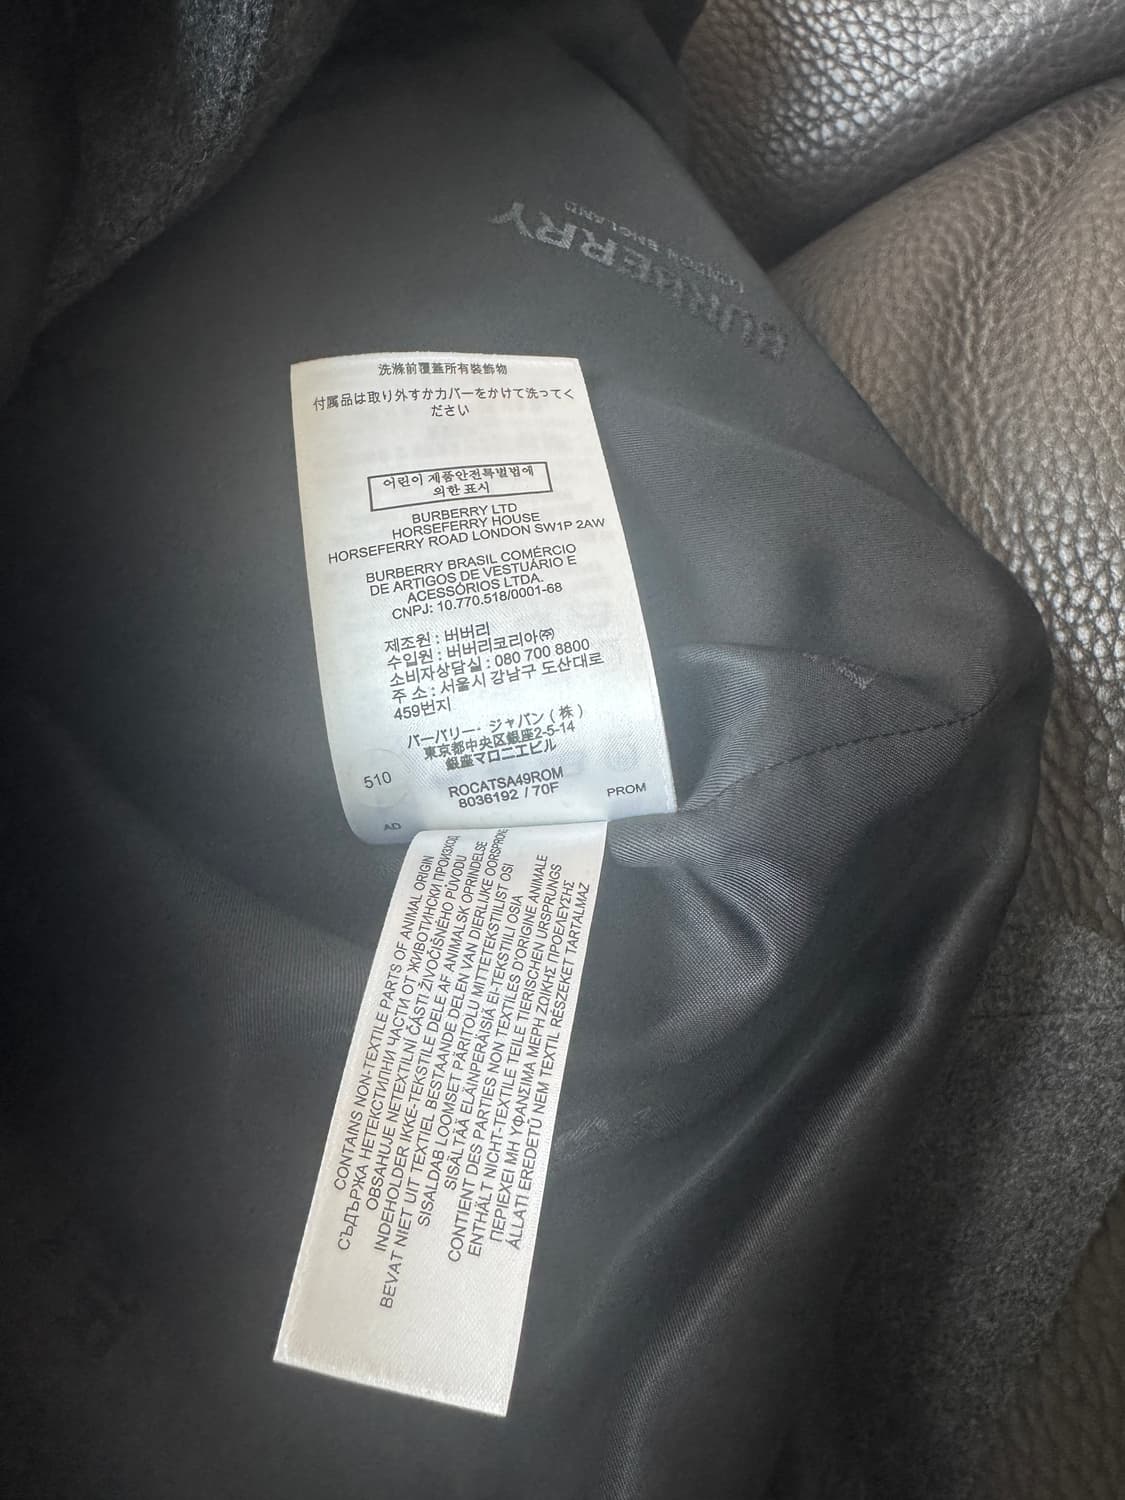 BURBERRY
LONDON ENGLAND
洗滌前覆蓋所有裝飾物
付属品は取り外すかカバーをかけて洗ってく
ださい
어린이 제품안전특별법에
의한 표시
BURBERRY LTD
HORSEFERRY HOUSE
HORSEFERRY ROAD LONDON SW1P 2AW
BURBERRY BRASIL COMÉRCIO
DE ARTIGOS DE VESTUÁRIO E
ACESSÓRIOS LTDA.
CNPJ: 10.770.518/0001-68
제조원 : 버버리
수입원 : 버버리코리아㈜
소비자상담실 : 080 700 8800
주 소 : 서울시 강남구 도산대로
459번지
バーバリー・ジャパン(株)
東京都中央区銀座2-5-14
銀座マロニエビル
510
ROCATSA49ROM
8036192 / 70F
PROM
AD
CONTAINS NON-TEXTILE PARTS OF ANIMAL ORIGIN
СЪДЪРЖА НЕТЕКСТИЛНИ ЧАСТИ ОТ ЖИВОТИНСКИ ПРОИЗХОД
OBSAHUJE NETEXTILNÍ ČÁSTI ŽIVOČIŠNÉHO PŮVODU
INDEHOLDER IKKE-TEKSTILE DELE AF ANIMALSK OPRINDELSE
BEVAT NIET UIT TEXTIEL BESTAANDE DELEN VAN DIERLIJKE OORSPRONG
SISALDAB LOOMSET PÄRITOLU MITTETEKSTIILIST OSI
SISÄLTÄÄ ELÄINPERÄISIÄ EI-TEKSTIILI OSIA
CONTIENT DES PARTIES NON TEXTILES D'ORIGINE ANIMALE
ENTHÄLT NICHT-TEXTILE TEILE TIERISCHEN URSPRUNGS
ΠΕΡΙΕΧΕΙ ΜΗ ΥΦΑΝΣΙΜΑ ΜΕΡΗ ΖΩΙΚΗΣ ΠΡΟΕΛΕΥΣΗΣ
ÁLLATI EREDETŰ NEM TEXTIL RÉSZEKET TARTALMAZ